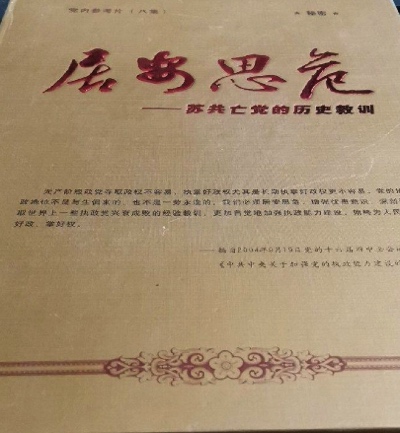 党内参考片(八集)
★ 秘密 ★
居安思危
——苏共亡党的历史教训
无产阶级政党夺取政权不容易,执掌好政权尤其是长期执掌好政权更不容易。党的执
政地位不是与生俱来的,也不是一劳永逸的。我们必须居安思危,增强忧患意识,深刻
取世界上一些执政党兴衰成败的经验教训,更加自觉地加强执政能力建设,始终为人民
好政、掌好权。
——摘自2004年9月19日党的十六届四中全会
《中共中央关于加强党的执政能力建设的